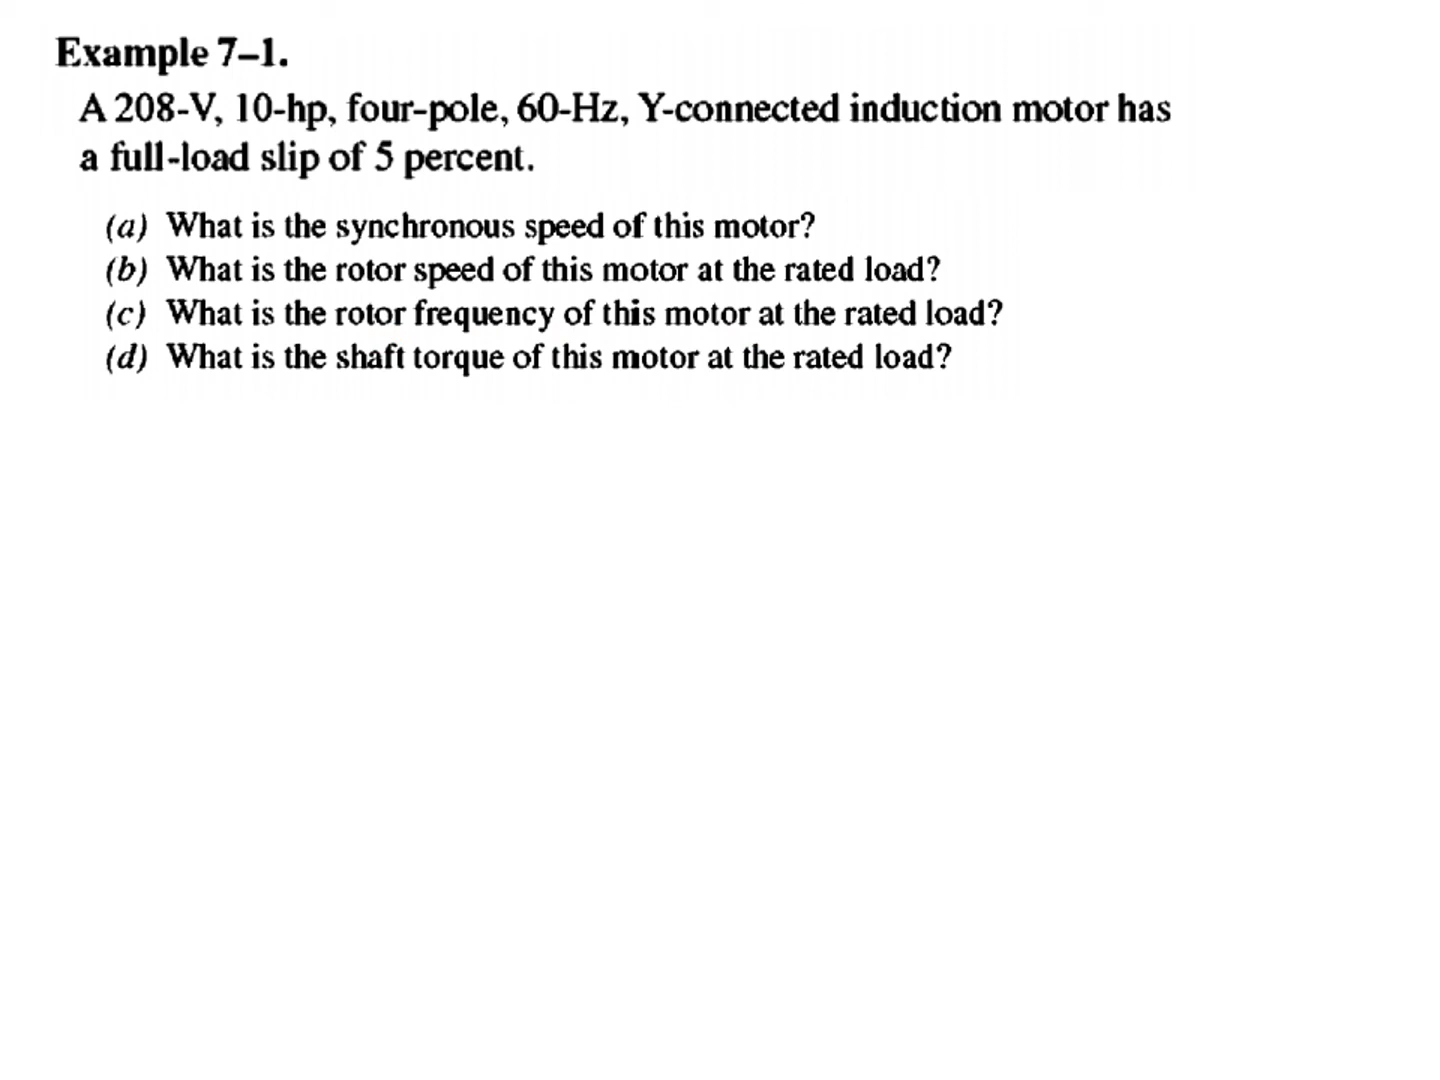 Example 7–1.
A 208-V, 10-hp, four-pole, 60-Hz, Y-connected induction motor has
a full-load slip of 5 percent.
(a) What is the synchronous speed of this motor?
(b) What is the rotor speed of this motor at the rated load?
(c) What is the rotor frequency of this motor at the rated load?
(d) What is the shaft torque of this motor at the rated load?